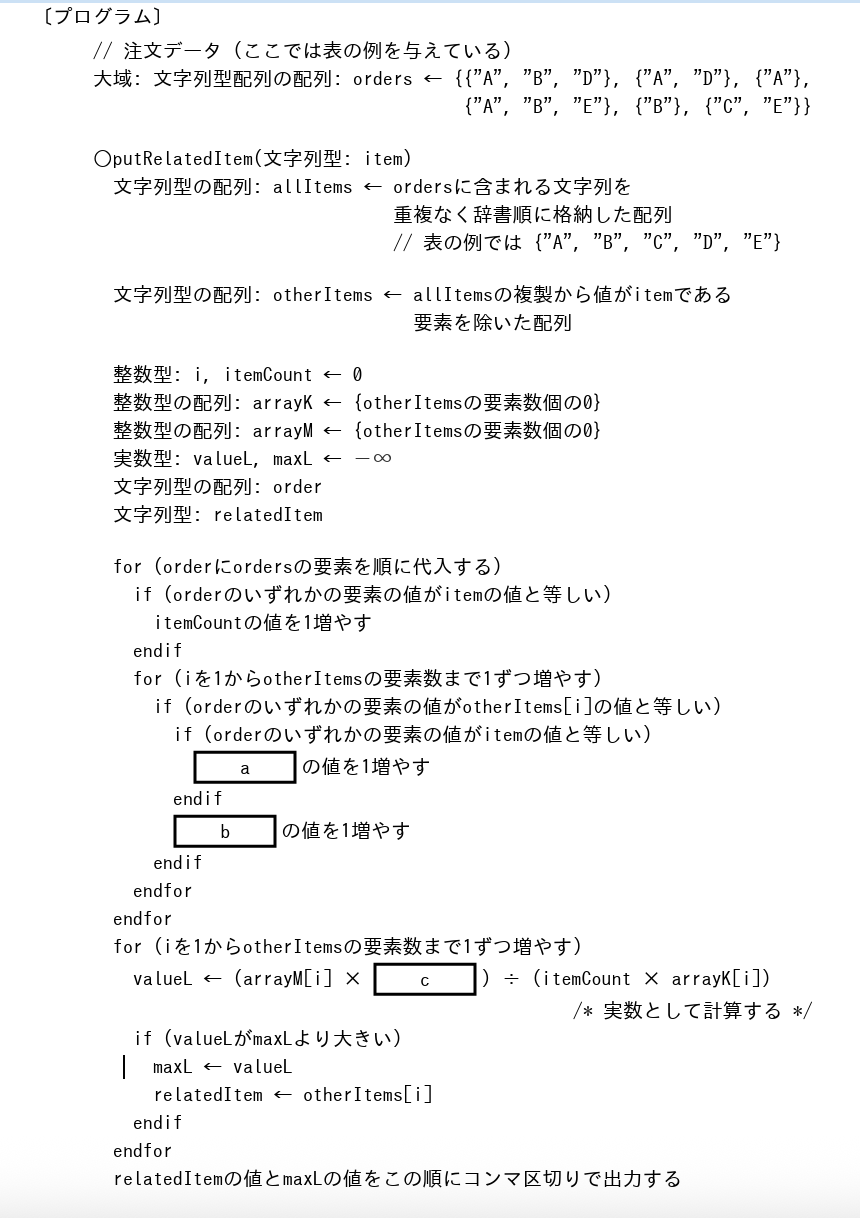 〔プログラム〕
// 注文データ（ここでは表の例を与えている）
大域: 文字列型配列の配列: orders ← {{”A”, ”B”, ”D”}, {”A”, ”D”}, {”A”},
{”A”, ”B”, ”E”}, {”B”}, {”C”, ”E”}}
○putRelatedItem(文字列型: item)
文字列型の配列: allItems ← ordersに含まれる文字列を
重複なく辞書順に格納した配列
// 表の例では {”A”, ”B”, ”C”, ”D”, ”E”}
文字列型の配列: otherItems ← allItemsの複製から値がitemである
要素を除いた配列
整数型: i, itemCount ← 0
整数型の配列: arrayK ← {otherItemsの要素数個の0}
整数型の配列: arrayM ← {otherItemsの要素数個の0}
実数型: valueL, maxL ← －∞
文字列型の配列: order
文字列型: relatedItem
for (orderにordersの要素を順に代入する)
if (orderのいずれかの要素の値がitemの値と等しい)
itemCountの値を1増やす
endif
for (iを1からotherItemsの要素数まで1ずつ増やす)
if (orderのいずれかの要素の値がotherItems[i]の値と等しい)
if (orderのいずれかの要素の値がitemの値と等しい)
a の値を1増やす
endif
b の値を1増やす
endif
endfor
endfor
for (iを1からotherItemsの要素数まで1ずつ増やす)
valueL ← (arrayM[i] × c ) ÷ (itemCount × arrayK[i])
/* 実数として計算する */
if (valueLがmaxLより大きい)
maxL ← valueL
relatedItem ← otherItems[i]
endif
endfor
relatedItemの値とmaxLの値をこの順にコンマ区切りで出力する